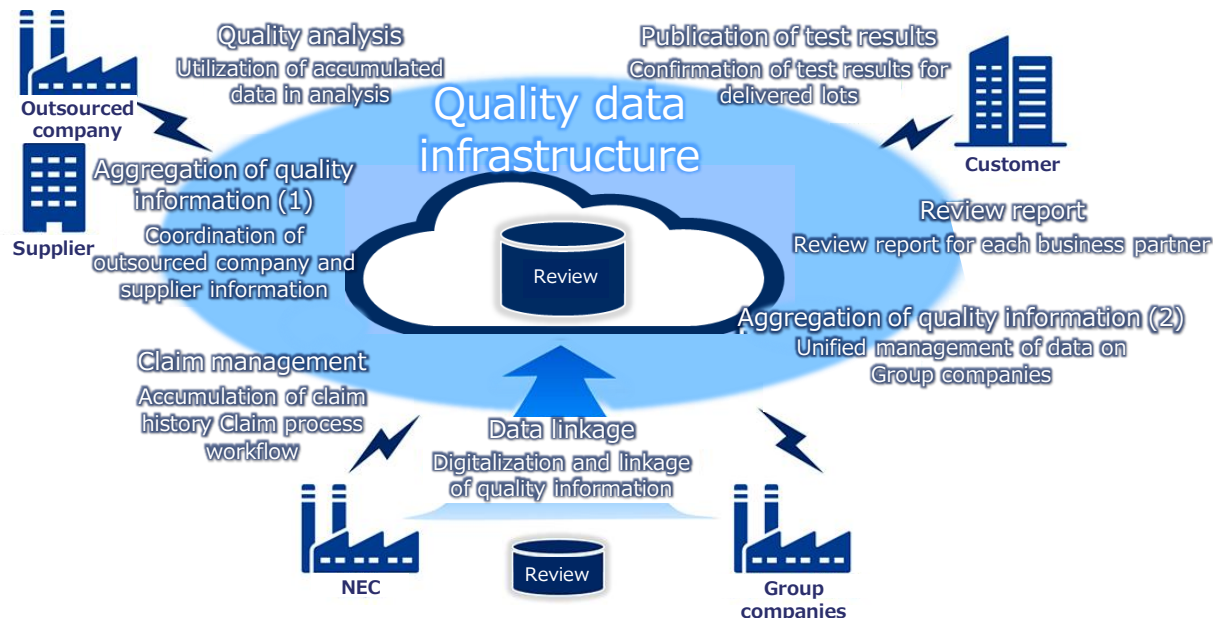 Quality analysis
Utilization of accumulated
data in analysis
Publication of test results
Confirmation of test results for
delivered lots
Outsourced
company
Quality data
infrastructure
Customer
Supplier
Aggregation of quality
information (1)
Coordination of
outsourced company and
supplier information
Review
Review report
Review report for each business partner
Aggregation of quality information (2)
Unified management of data on
Group companies
Claim management
Accumulation of claim
history Claim process
workflow
Data linkage
Digitalization and linkage
of quality information
NEC
Review
Group
companies